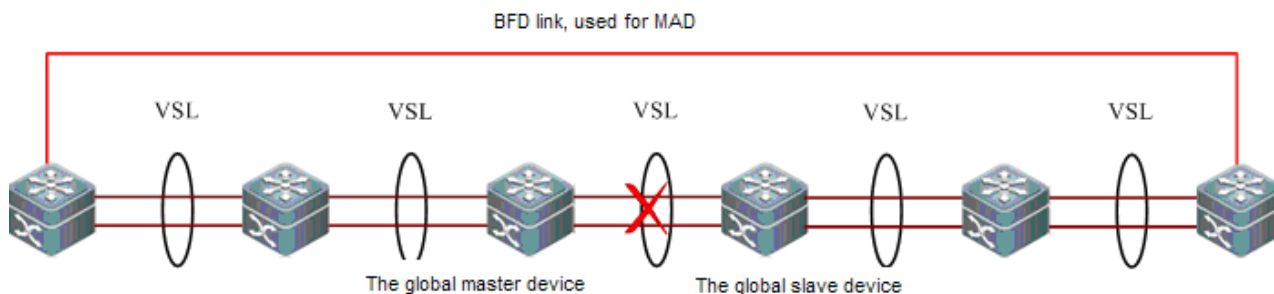 BFD link, used for MAD
VSL VSL VSL VSL VSL
The global master device The global slave device